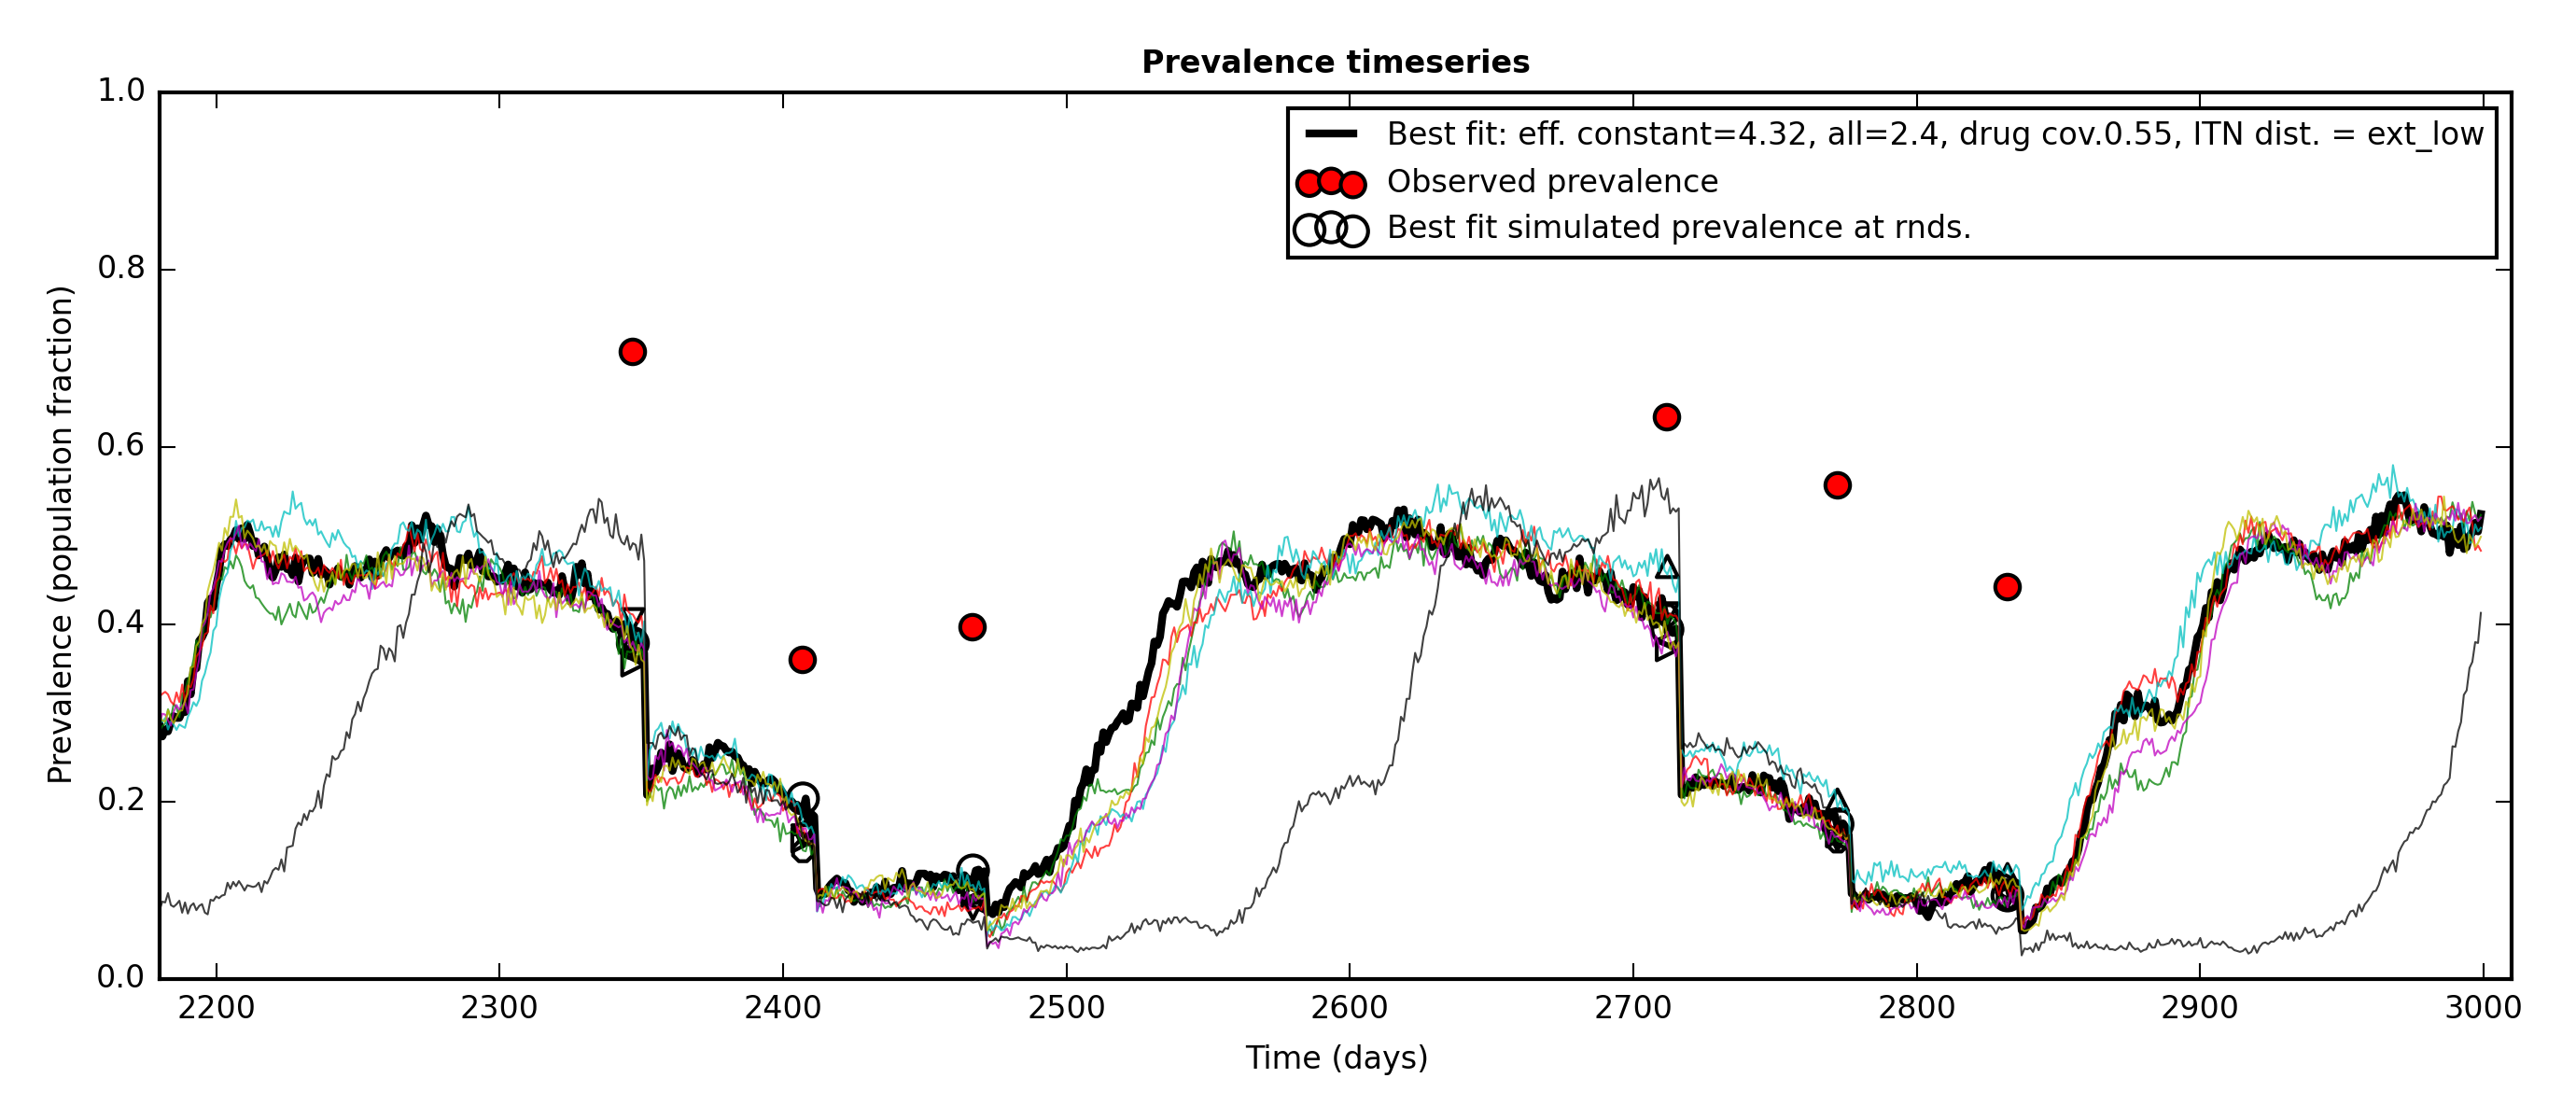 Prevalence timeseries
1.0
0.8
0.6
0.4
0.2
0.0
Prevalence (population fraction)
Best fit: eff. constant=4.32, all=2.4, drug cov.0.55, ITN dist. = ext_low
Observed prevalence
Best fit simulated prevalence at rnds.
2200 2300 2400 2500 2600 2700 2800 2900 3000
Time (days)